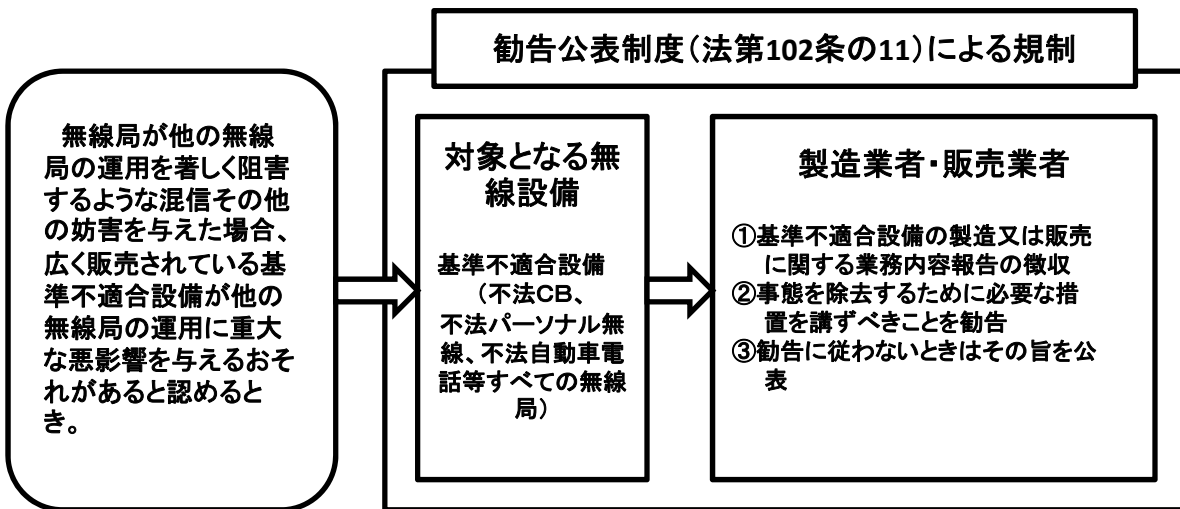 勧告公表制度（法第102条の11）による規制
無線局が他の無線
局の運用を著しく阻害
するような混信その他
の妨害を与えた場合、
広く販売されている基
準不適合設備が他の
無線局の運用に重大
な悪影響を与えるおそ
れがあると認めると
き。
対象となる無
線設備
基準不適合設備
（不法CB、
不法パーソナル無
線、不法自動車電
話等すべての無線
局）
製造業者・販売業者
①基準不適合設備の製造又は販売
に関する業務内容報告の徴収
②事態を除去するために必要な措
置を講ずべきことを勧告
③勧告に従わないときはその旨を公
表